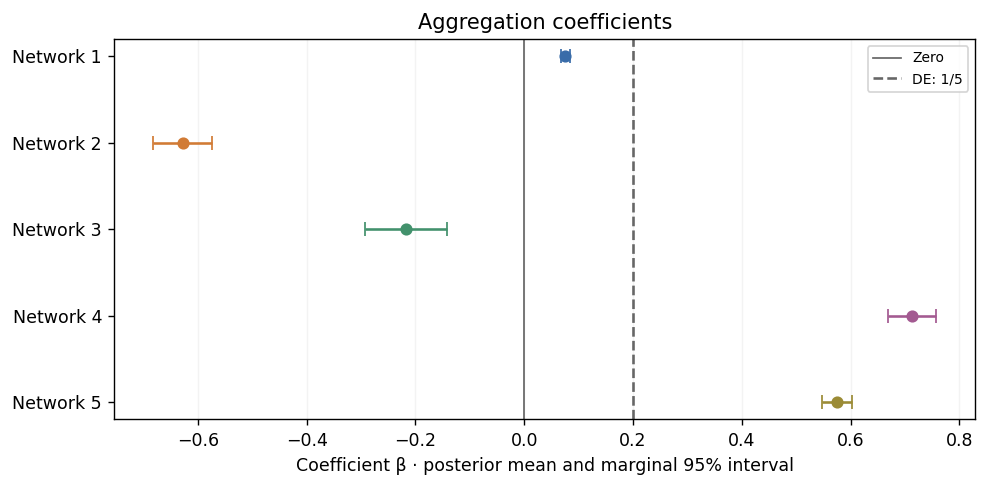 Aggregation coefficients
Network 1
Network 2
Network 3
Network 4
Network 5
Zero
DE: 1/5
−0.6 −0.4 −0.2 0.0 0.2 0.4 0.6 0.8
Coefficient β · posterior mean and marginal 95% interval